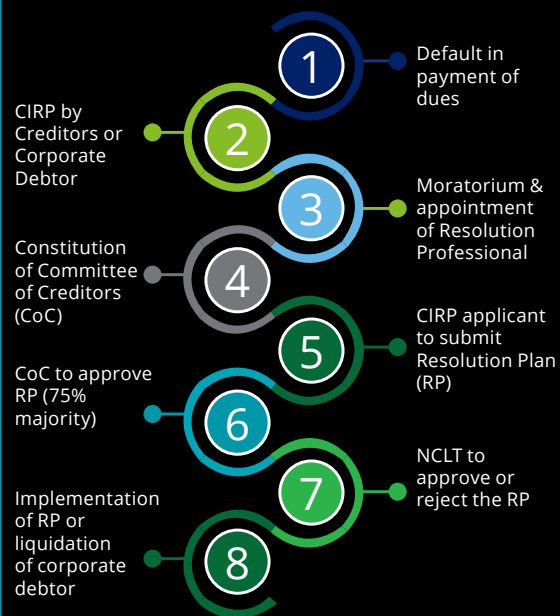 1
Default in
payment of
dues
CIRP by
Creditors or
Corporate
Debtor
2
3
Moratorium &
appointment
of Resolution
Professional
Constitution
of Committee
of Creditors
(CoC)
4
5
CIRP applicant
to submit
Resolution Plan
(RP)
CoC to approve
RP (75%
majority)
6
7
NCLT to
approve or
reject the RP
Implementation
of RP or
liquidation
of corporate
debtor
8